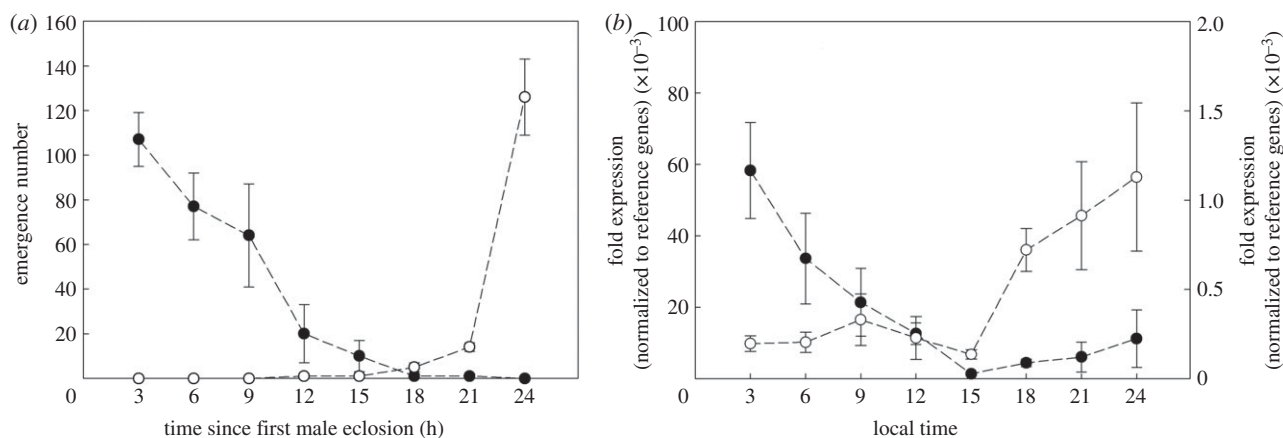 (a)
160
140
120
100
80
60
40
20
0
emergence number
3 6 9 12 15 18 21 24
time since first male eclosion (h)
(b)
100
80
60
40
20
0
fold expression
(normalized to reference genes) (×10⁻³)
3 6 9 12 15 18 21 24
local time
2.0
1.5
1.0
0.5
0
fold expression
(normalized to reference genes) (×10⁻³)